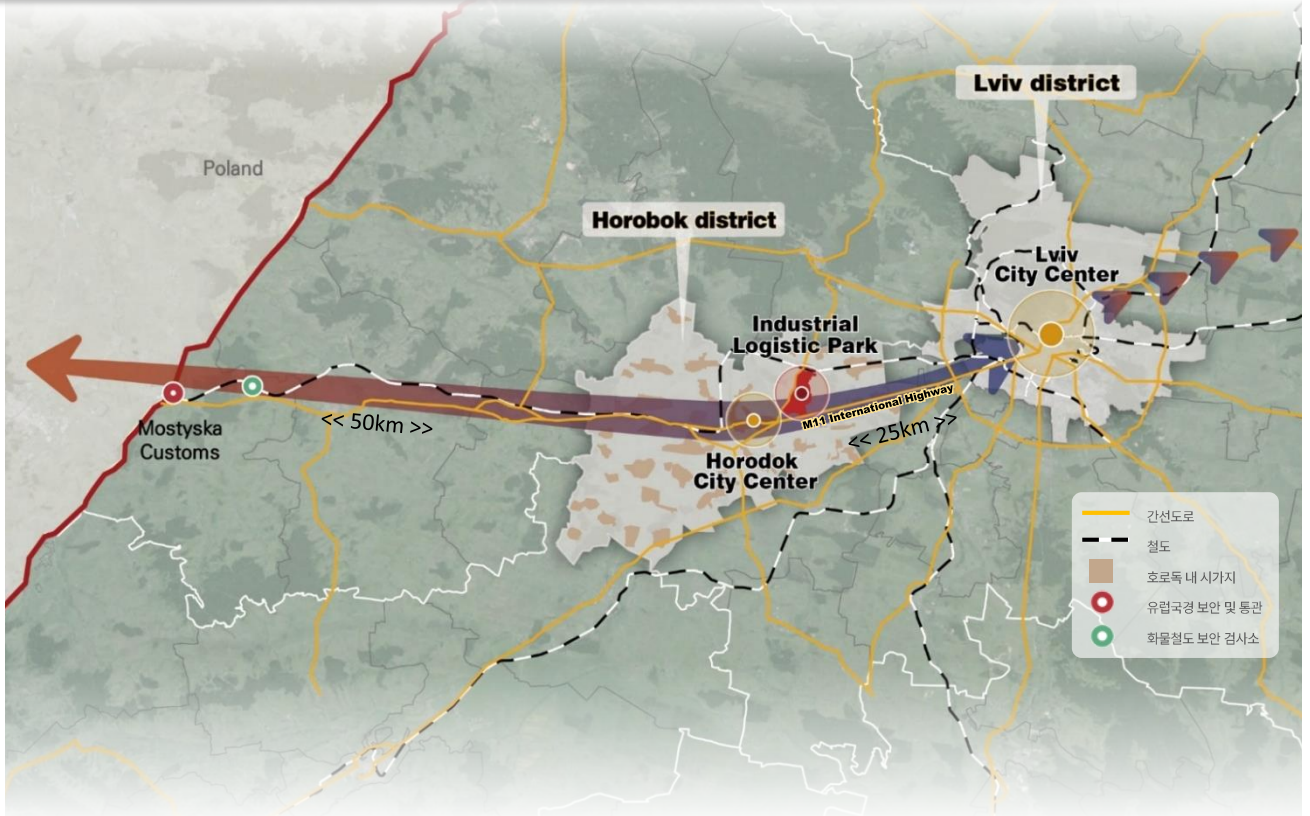 Lviv district
Poland
Horobok district
Lviv
City Center
Industrial
Logistic Park
M11 International Highway
<< 50km >>
<< 25km >>
Mostyska
Customs
Horodok
City Center
간선도로
철도
호로독 내 시가지
유럽국경 보안 및 통관
화물철도 보안 검사소